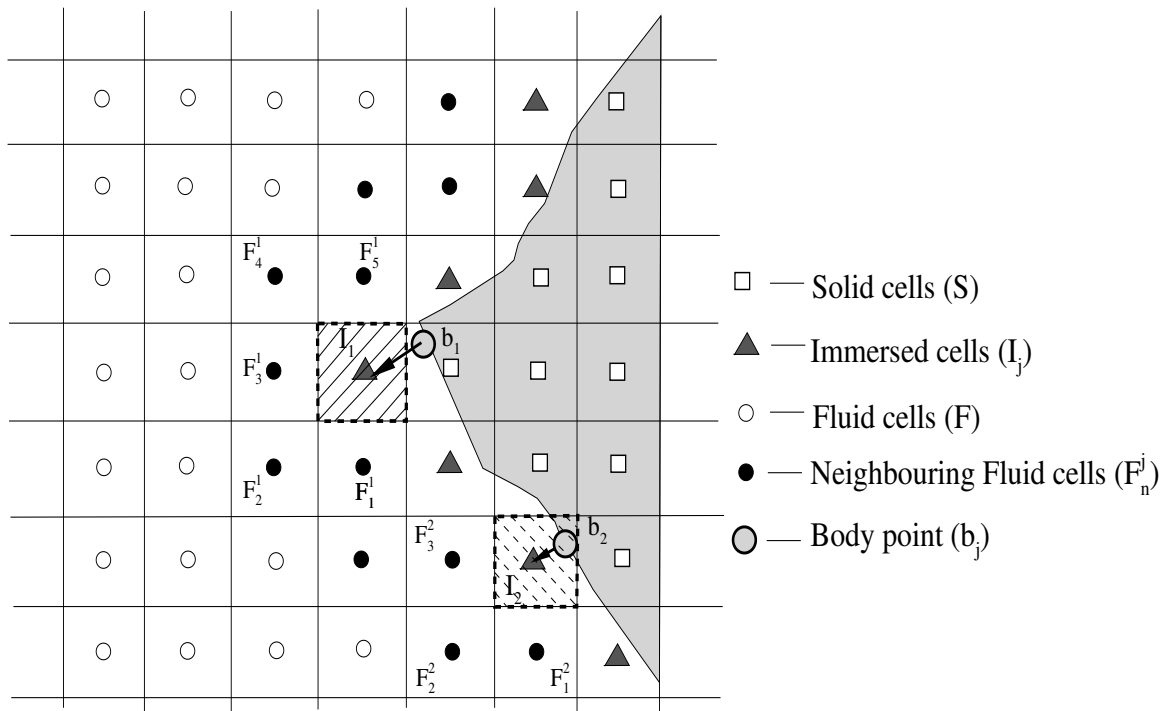 F₄¹ F₅¹
I₁ b₁
F₃¹
F₂¹ F₁¹
F₃² b₂
I₂
F₂² F₁²
Solid cells (S)
Immersed cells (Iⱼ)
Fluid cells (F)
Neighbouring Fluid cells (Fₙʲ)
Body point (bⱼ)